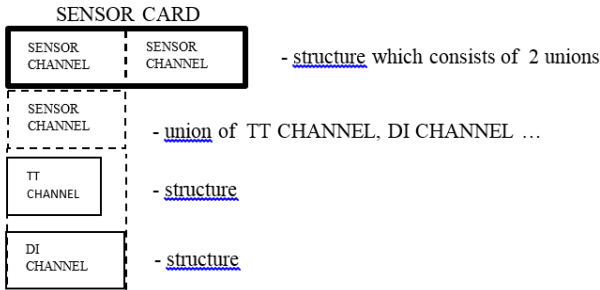 SENSOR CARD
SENSOR CHANNEL
SENSOR CHANNEL
- structure which consists of 2 unions
SENSOR CHANNEL
- union of TT CHANNEL, DI CHANNEL …
TT CHANNEL
- structure
DI CHANNEL
- structure